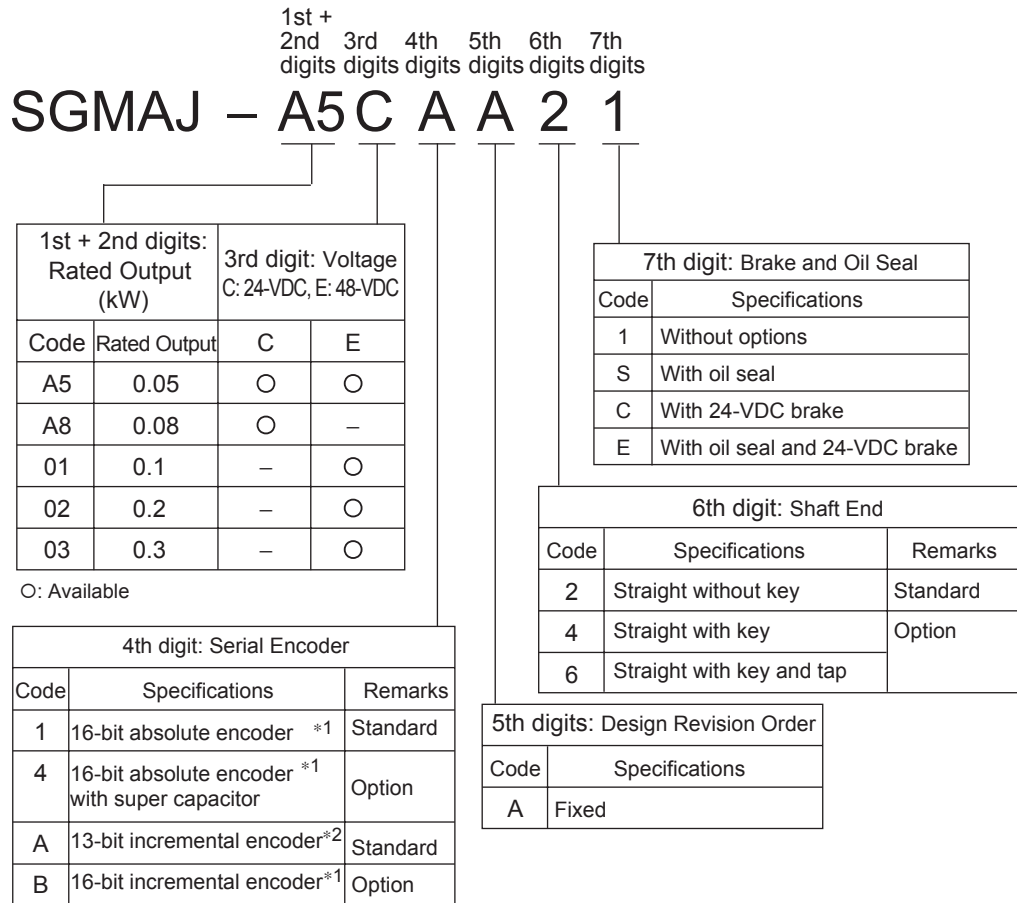 1st +
2nd 3rd 4th 5th 6th 7th
digits digits digits digits digits digits
SGMAJ – A5 C A A 2 1
1st + 2nd digits:
Rated Output
(kW)
3rd digit: Voltage
C: 24-VDC, E: 48-VDC
Code Rated Output C E
A5 0.05 O O
A8 0.08 O –
01 0.1 – O
02 0.2 – O
03 0.3 – O
O: Available
4th digit: Serial Encoder
Code Specifications Remarks
1 16-bit absolute encoder *1 Standard
4 16-bit absolute encoder *1
with super capacitor Option
A 13-bit incremental encoder*2 Standard
B 16-bit incremental encoder*1 Option
7th digit: Brake and Oil Seal
Code Specifications
1 Without options
S With oil seal
C With 24-VDC brake
E With oil seal and 24-VDC brake
6th digit: Shaft End
Code Specifications Remarks
2 Straight without key Standard
4 Straight with key Option
6 Straight with key and tap
5th digits: Design Revision Order
Code Specifications
A Fixed